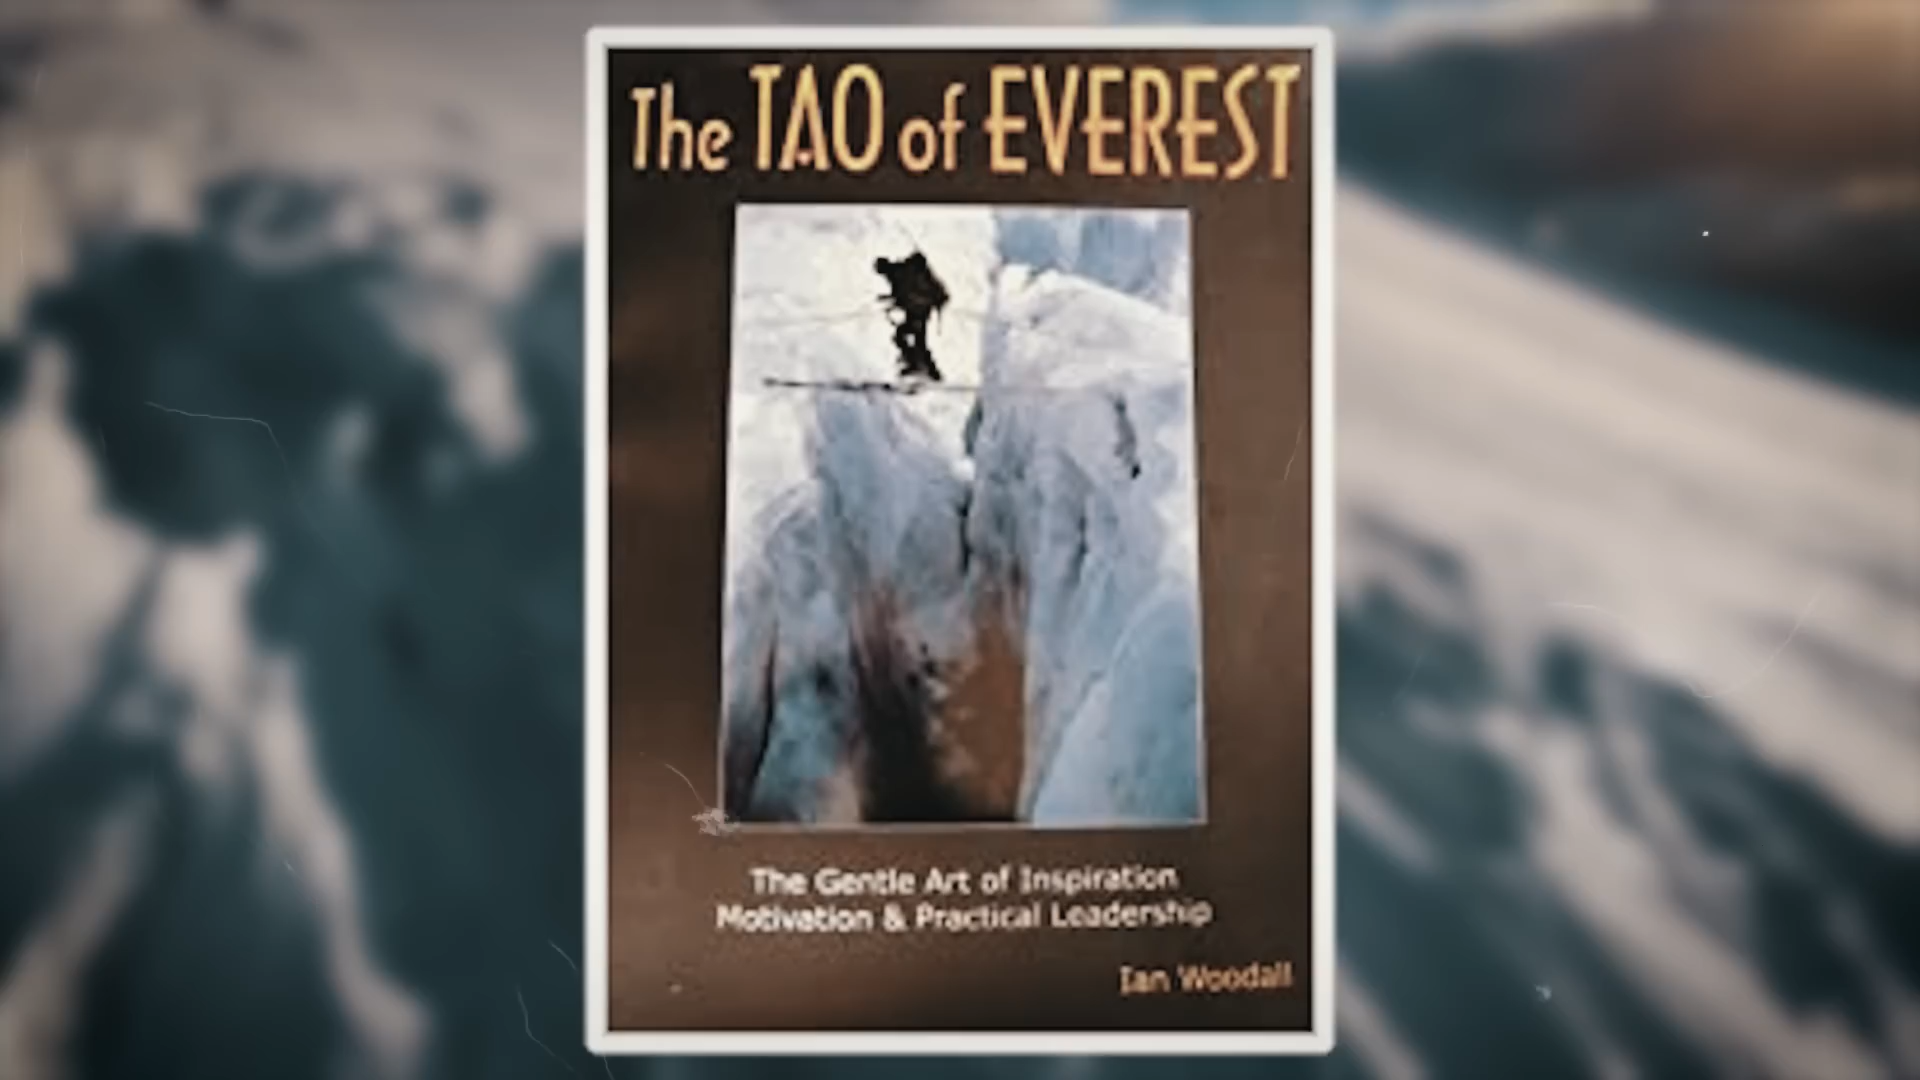 The TAO of EVEREST
The Gentle Art of Inspiration
Motivation & Practical Leadership
Ian Woodall